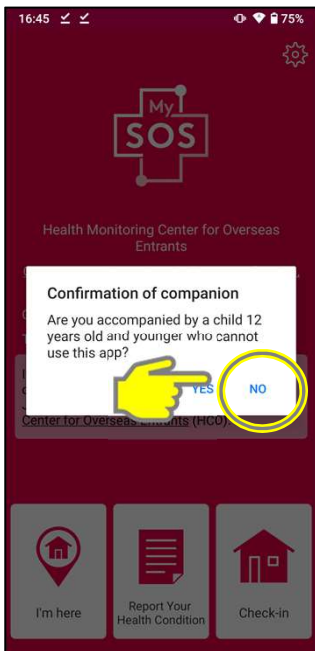 16:45
75%
My
SOS
Health Monitoring Center for Overseas
Entrants
Confirmation of companion
Are you accompanied by a child 12
years old and younger who cannot
use this app?
YES
NO
Center for Overseas Entrants (HCO).
I'm here
Report Your
Health Condition
Check-in